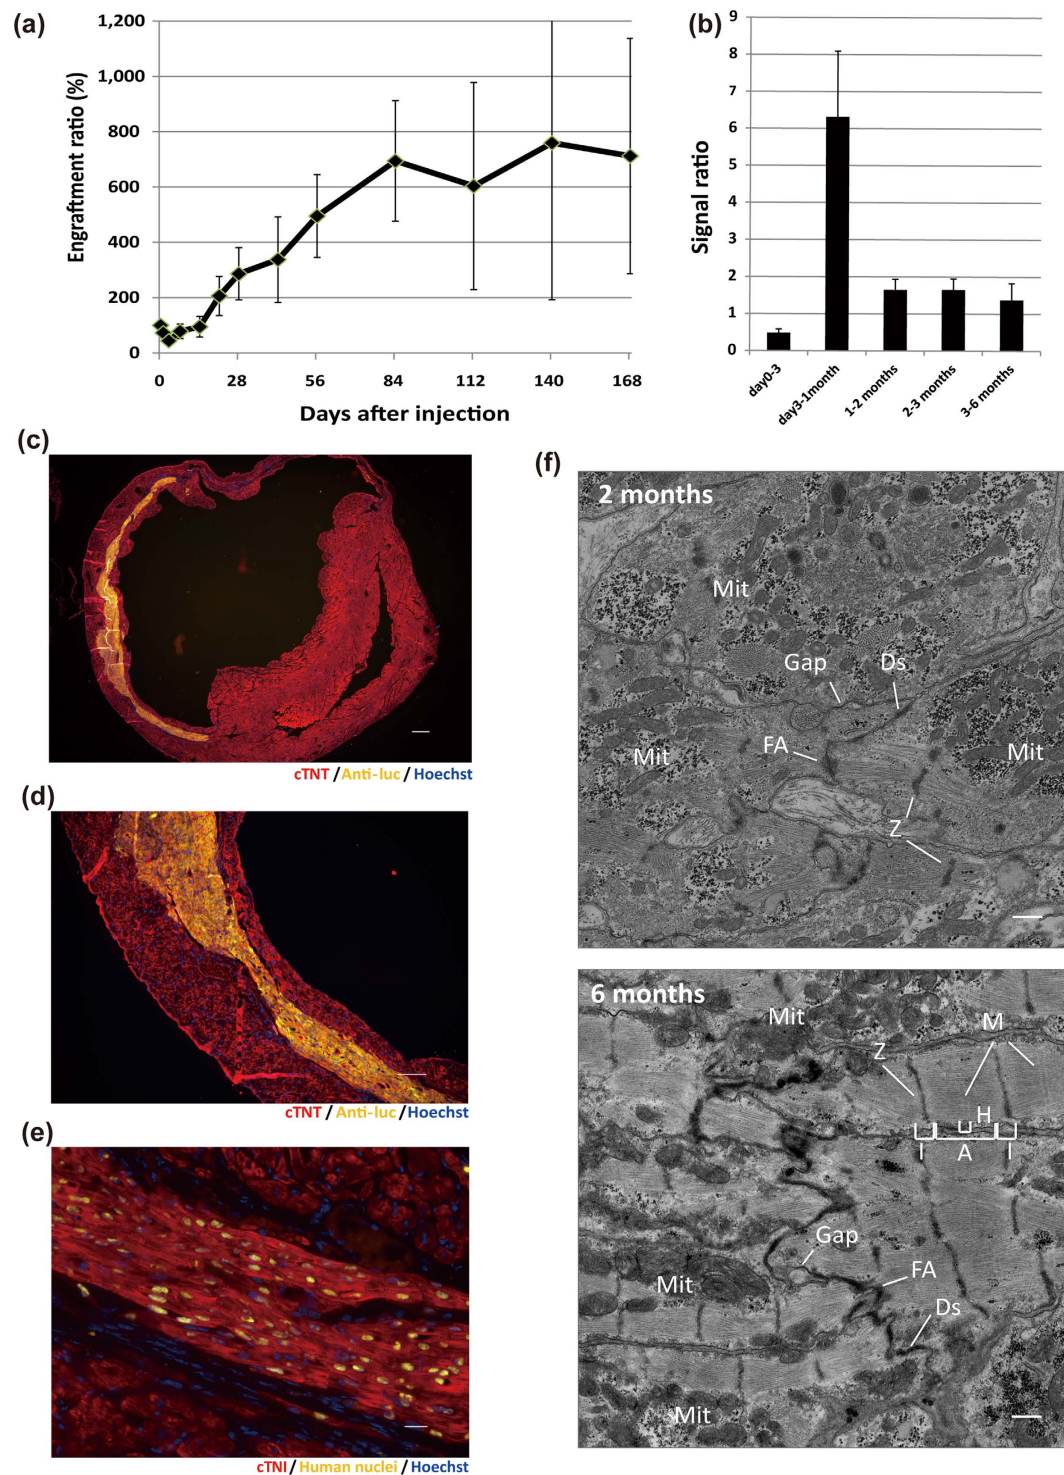 (a)
1,200
1,000
800
600
400
200
0
Engraftment ratio (%)
0 28 56 84 112 140 168
Days after injection
(b)
9
8
7
6
5
4
3
2
1
0
Signal ratio
day0-3
day3-1month
1-2 months
2-3 months
3-6 months
(c)
cTNT / Anti-luc / Hoechst
(d)
cTNT / Anti-luc / Hoechst
(e)
cTNI / Human nuclei / Hoechst
(f)
2 months
Mit
Gap Ds
FA
Mit Mit
Z
6 months
Mit
M
Z
H
I A I
Gap
FA
Mit
Ds
Mit